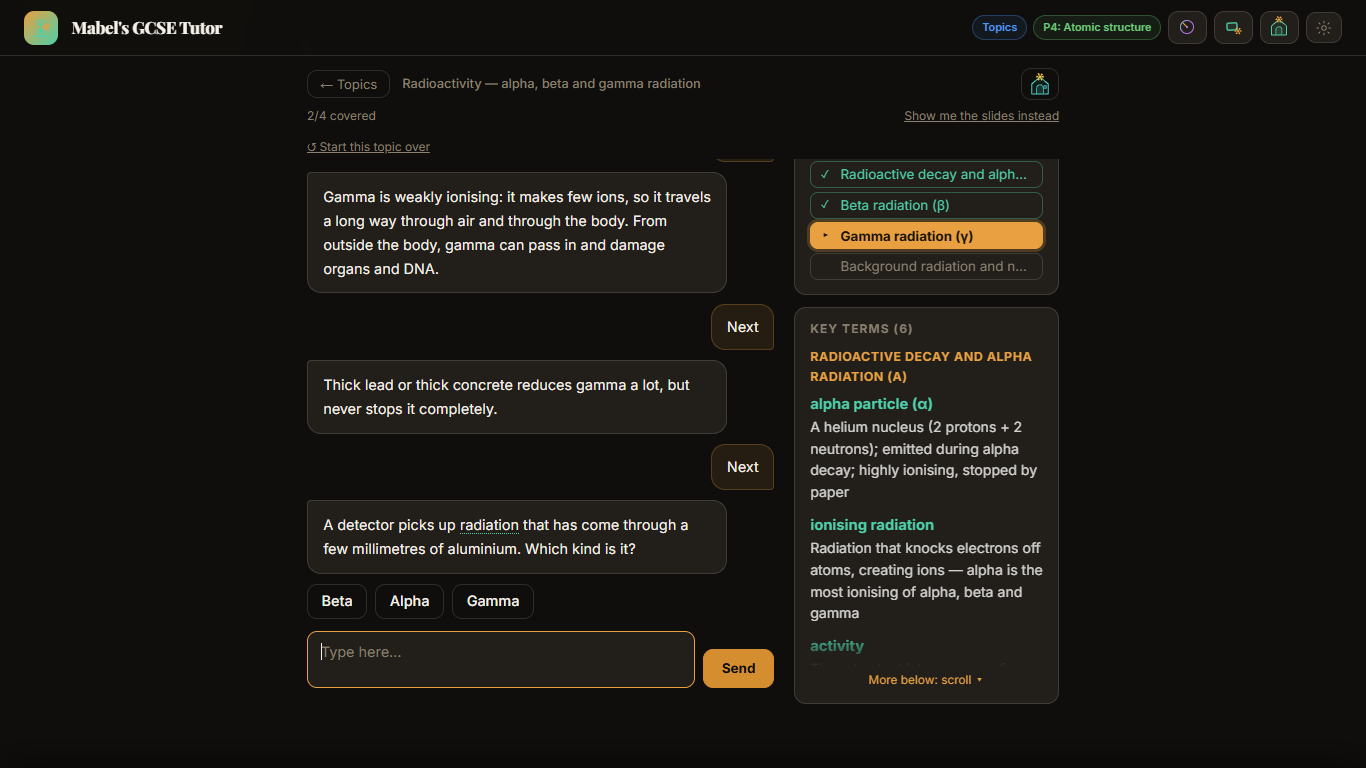 Mabel's GCSE Tutor
Topics
P4: Atomic structure
← Topics
Radioactivity — alpha, beta and gamma radiation
2/4 covered
Show me the slides instead
↺ Start this topic over
Gamma is weakly ionising: it makes few ions, so it travels
a long way through air and through the body. From
outside the body, gamma can pass in and damage
organs and DNA.
Next
Thick lead or thick concrete reduces gamma a lot, but
never stops it completely.
Next
A detector picks up radiation that has come through a
few millimetres of aluminium. Which kind is it?
Beta
Alpha
Gamma
Type here...
Send
✓ Radioactive decay and alph...
✓ Beta radiation (β)
▸ Gamma radiation (γ)
Background radiation and n...
KEY TERMS (6)
RADIOACTIVE DECAY AND ALPHA
RADIATION (Α)
alpha particle (α)
A helium nucleus (2 protons + 2
neutrons); emitted during alpha
decay; highly ionising, stopped by
paper
ionising radiation
Radiation that knocks electrons off
atoms, creating ions — alpha is the
most ionising of alpha, beta and
gamma
activity
More below: scroll ▾